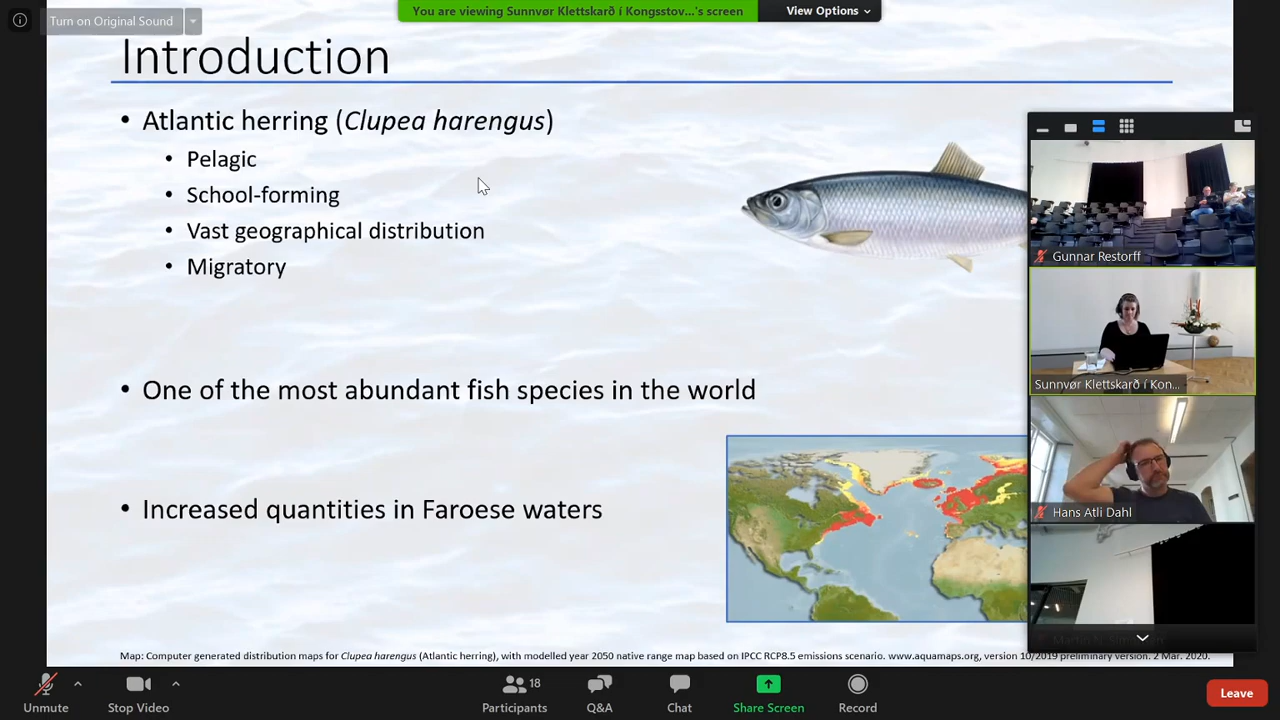 Turn on Original Sound
You are viewing Sunnvør Klettskarð í Kongsstov...'s screen
View Options
Introduction
• Atlantic herring (Clupea harengus)
• Pelagic
• School-forming
• Vast geographical distribution
• Migratory
• One of the most abundant fish species in the world
• Increased quantities in Faroese waters
Gunnar Restorff
Sunnvør Klettskarð í Kon...
Hans Atli Dahl
Map: Computer generated distribution maps for Clupea harengus (Atlantic herring), with modelled year 2050 native range map based on IPCC RCP8.5 emissions scenario. www.aquamaps.org, version 10/2019 preliminary version. 2 Mar. 2020.
Unmute
Stop Video
18
Participants
Q&A
Chat
Share Screen
Record
Leave